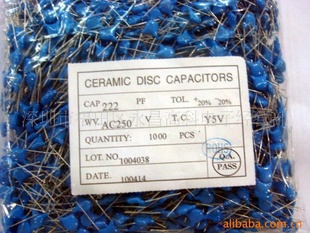 CERAMIC DISC CAPACITORS
CAP 222 PF TOL. +20% -20%
WV. AC250 V T.C. Y5V
QUANTITY: 1000 PCS
LOT NO. 1004038
DATE: 100414
Q.A.
PASS
Alibaba.com.cn